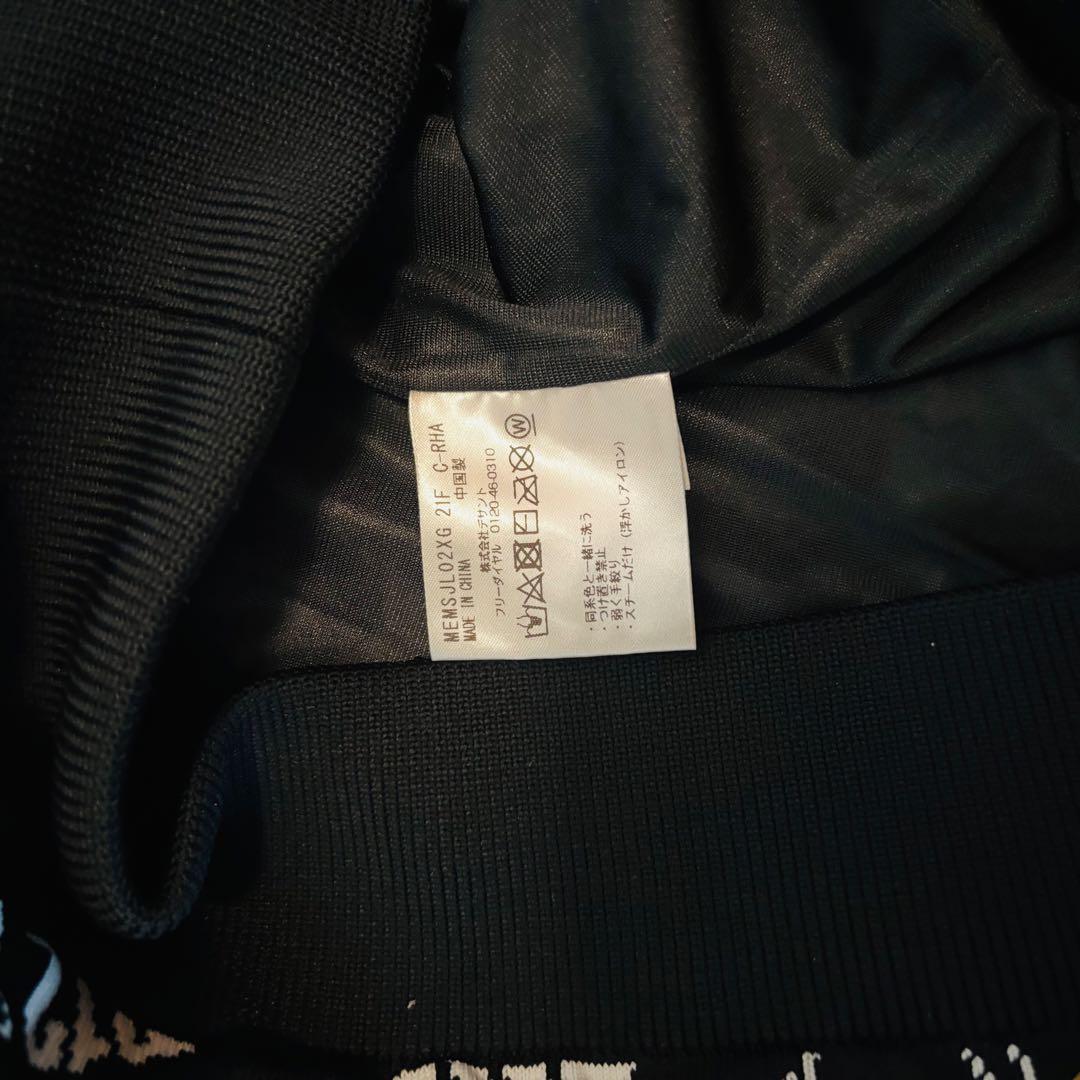 MEMSJL02XG 21F C-RHA
MADE IN CHINA 中国製
株式会社デサント
フリーダイヤル 0120-46-0310
W
・同系色と一緒に洗う
・つけ置き禁止
・弱く手絞り
・スチームだけ（浮かしアイロン）